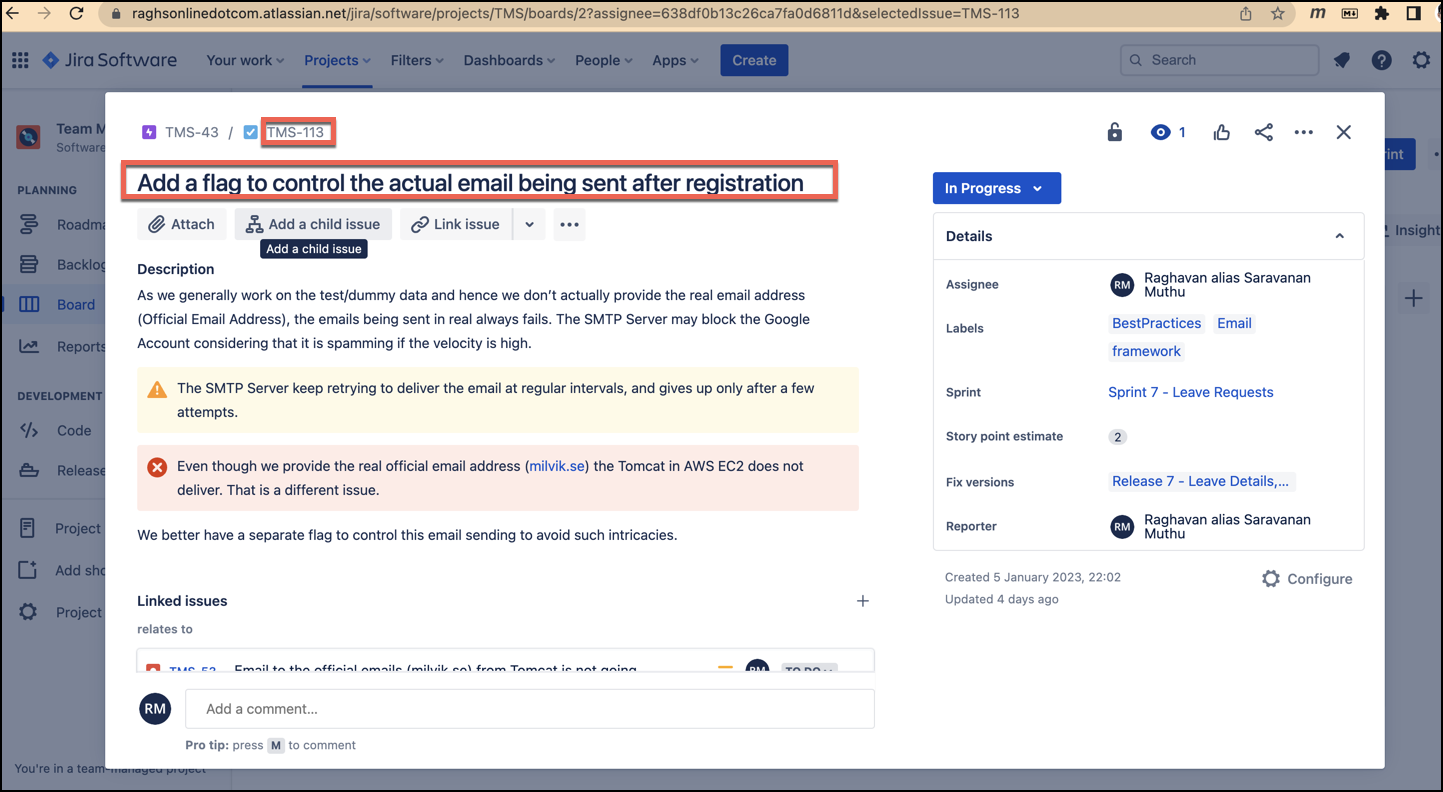 raghsonlinedotcom.atlassian.net/jira/software/projects/TMS/boards/2?assignee=638df0b13c26ca7fa0d6811d&selectedIssue=TMS-113
Jira Software Your work Projects Filters Dashboards People Apps Create Search
Team M
Software
PLANNING
Roadma
Backlog
Board
Reports
DEVELOPMENT
Code
Release
Project
Add sho
Project
You're in a team-managed project
TMS-43 / TMS-113
1
Add a flag to control the actual email being sent after registration
Attach Add a child issue Link issue
Add a child issue
Description
As we generally work on the test/dummy data and hence we don't actually provide the real email address
(Official Email Address), the emails being sent in real always fails. The SMTP Server may block the Google
Account considering that it is spamming if the velocity is high.
The SMTP Server keep retrying to deliver the email at regular intervals, and gives up only after a few
attempts.
Even though we provide the real official email address (milvik.se) the Tomcat in AWS EC2 does not
deliver. That is a different issue.
We better have a separate flag to control this email sending to avoid such intricacies.
Linked issues
relates to
TMS-52 Email to the official emails (milvik.se) from Tomcat is not going RM TO DO
RM Add a comment...
Pro tip: press M to comment
In Progress
Details
Assignee
RM Raghavan alias Saravanan
Muthu
Labels
BestPractices Email
framework
Sprint
Sprint 7 - Leave Requests
Story point estimate
2
Fix versions
Release 7 - Leave Details,...
Reporter
RM Raghavan alias Saravanan
Muthu
Created 5 January 2023, 22:02
Updated 4 days ago
Configure
int
Insight